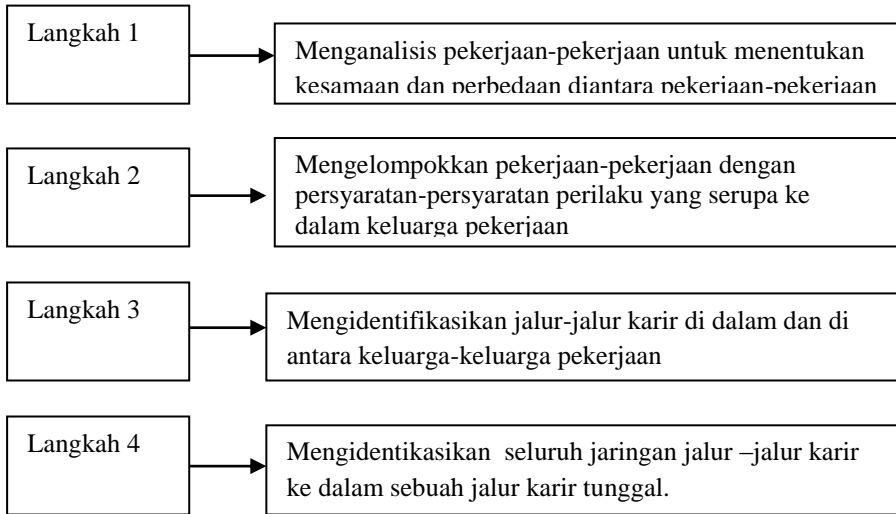 Langkah 1
Menganalisis pekerjaan-pekerjaan untuk menentukan
kesamaan dan perbedaan diantara pekerjaan-pekerjaan
Langkah 2
Mengelompokkan pekerjaan-pekerjaan dengan
persyaratan-persyaratan perilaku yang serupa ke
dalam keluarga pekerjaan
Langkah 3
Mengidentifikasikan jalur-jalur karir di dalam dan di
antara keluarga-keluarga pekerjaan
Langkah 4
Mengidentikasikan seluruh jaringan jalur –jalur karir
ke dalam sebuah jalur karir tunggal.